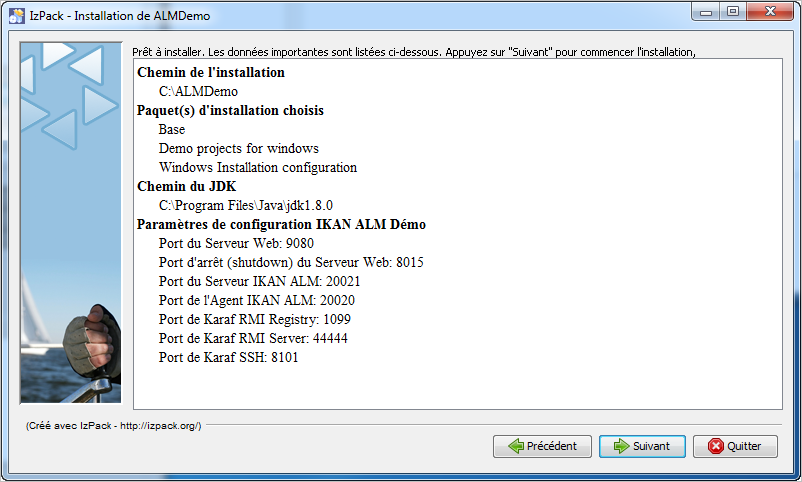 IzPack - Installation de ALMDemo
Prêt à installer. Les données importantes sont listées ci-dessous. Appuyez sur "Suivant" pour commencer l'installation,
Chemin de l'installation
C:\ALMDemo
Paquet(s) d'installation choisis
Base
Demo projects for windows
Windows Installation configuration
Chemin du JDK
C:\Program Files\Java\jdk1.8.0
Paramètres de configuration IKAN ALM Démo
Port du Serveur Web: 9080
Port d'arrêt (shutdown) du Serveur Web: 8015
Port du Serveur IKAN ALM: 20021
Port de l'Agent IKAN ALM: 20020
Port de Karaf RMI Registry: 1099
Port de Karaf RMI Server: 44444
Port de Karaf SSH: 8101
(Créé avec IzPack - http://izpack.org/)
Précédent Suivant Quitter